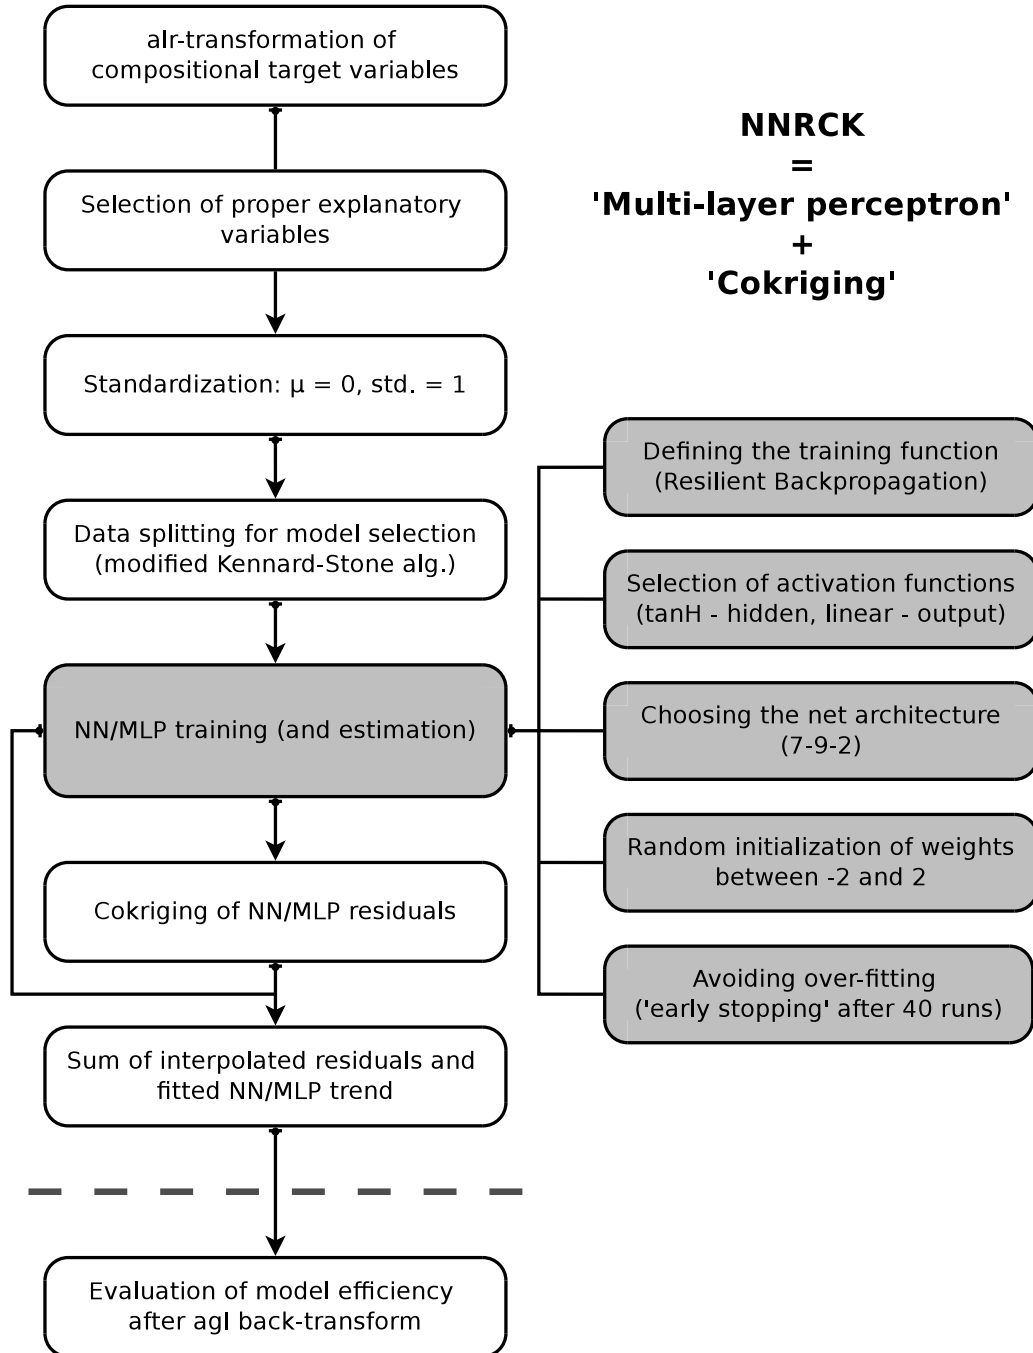 alr-transformation of
compositional target variables
Selection of proper explanatory
variables
Standardization: μ = 0, std. = 1
Data splitting for model selection
(modified Kennard-Stone alg.)
NN/MLP training (and estimation)
Cokriging of NN/MLP residuals
Sum of interpolated residuals and
fitted NN/MLP trend
Evaluation of model efficiency
after agl back-transform
NNRCK
=
'Multi-layer perceptron'
+
'Cokriging'
Defining the training function
(Resilient Backpropagation)
Selection of activation functions
(tanH - hidden, linear - output)
Choosing the net architecture
(7-9-2)
Random initialization of weights
between -2 and 2
Avoiding over-fitting
('early stopping' after 40 runs)